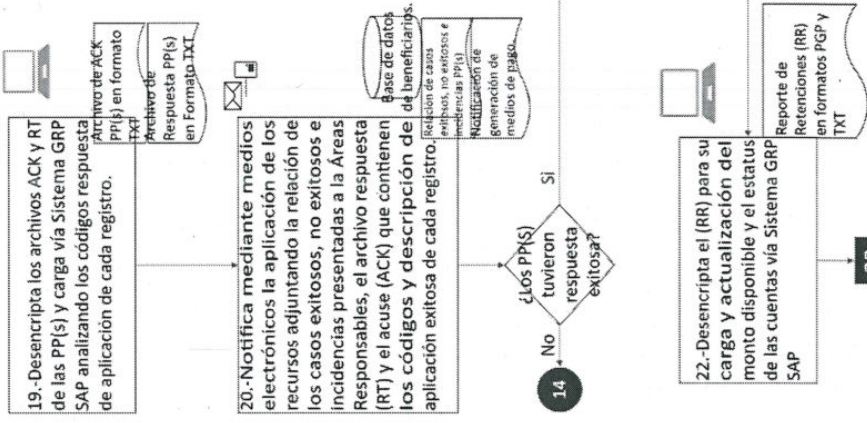 19.-Desencripta los archivos ACK y RT
de las PP(s) y carga vía Sistema GRP
SAP analizando los códigos respuesta
de aplicación de cada registro.
Archivo de ACK
PP(s) en formato
TXT
Archivo de
Respuesta PP(s)
en Formato TXT
20.-Notifica mediante medios
electrónicos la aplicación de los
recursos adjuntando la relación de
los casos exitosos, no exitosos e
incidencias presentadas a la Áreas
Responsables, el archivo respuesta
(RT) y el acuse (ACK) que contienen
los códigos y descripción de
aplicación exitosa de cada registro.
Base de datos
de beneficiarios.
Relación de casos
exitosos, no exitosos e
incidencias PP(s)
Notificación de
generación de
medios de pago
¿Los PP(S)
tuvieron
respuesta
exitosa?
No
Si
14
22.-Desencripta el (RR) para su
carga y actualización del
monto disponible y el estatus
de las cuentas vía Sistema GRP
SAP
Reporte de
Retenciones (RR)
en formatos PGP y
TXT